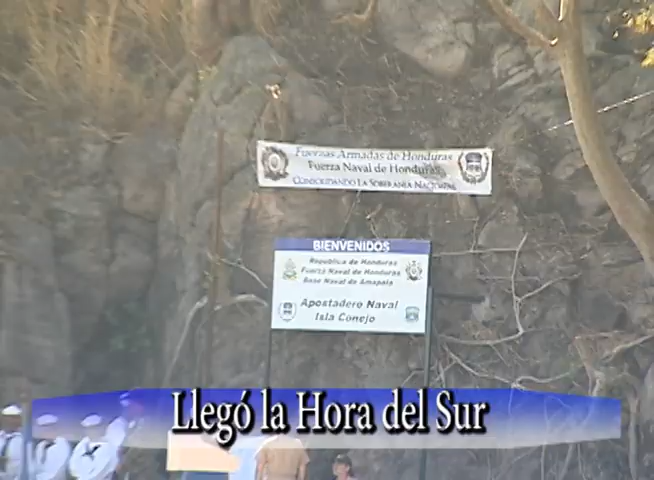 Fuerzas Armadas de Honduras
Fuerza Naval de Honduras
Consolidando La Soberania Nacional
BIENVENIDOS
Republica de Honduras
Fuerza Naval de Honduras
Base Naval de Amapala
Apostadero Naval
Isla Conejo
Llegó la Hora del Sur